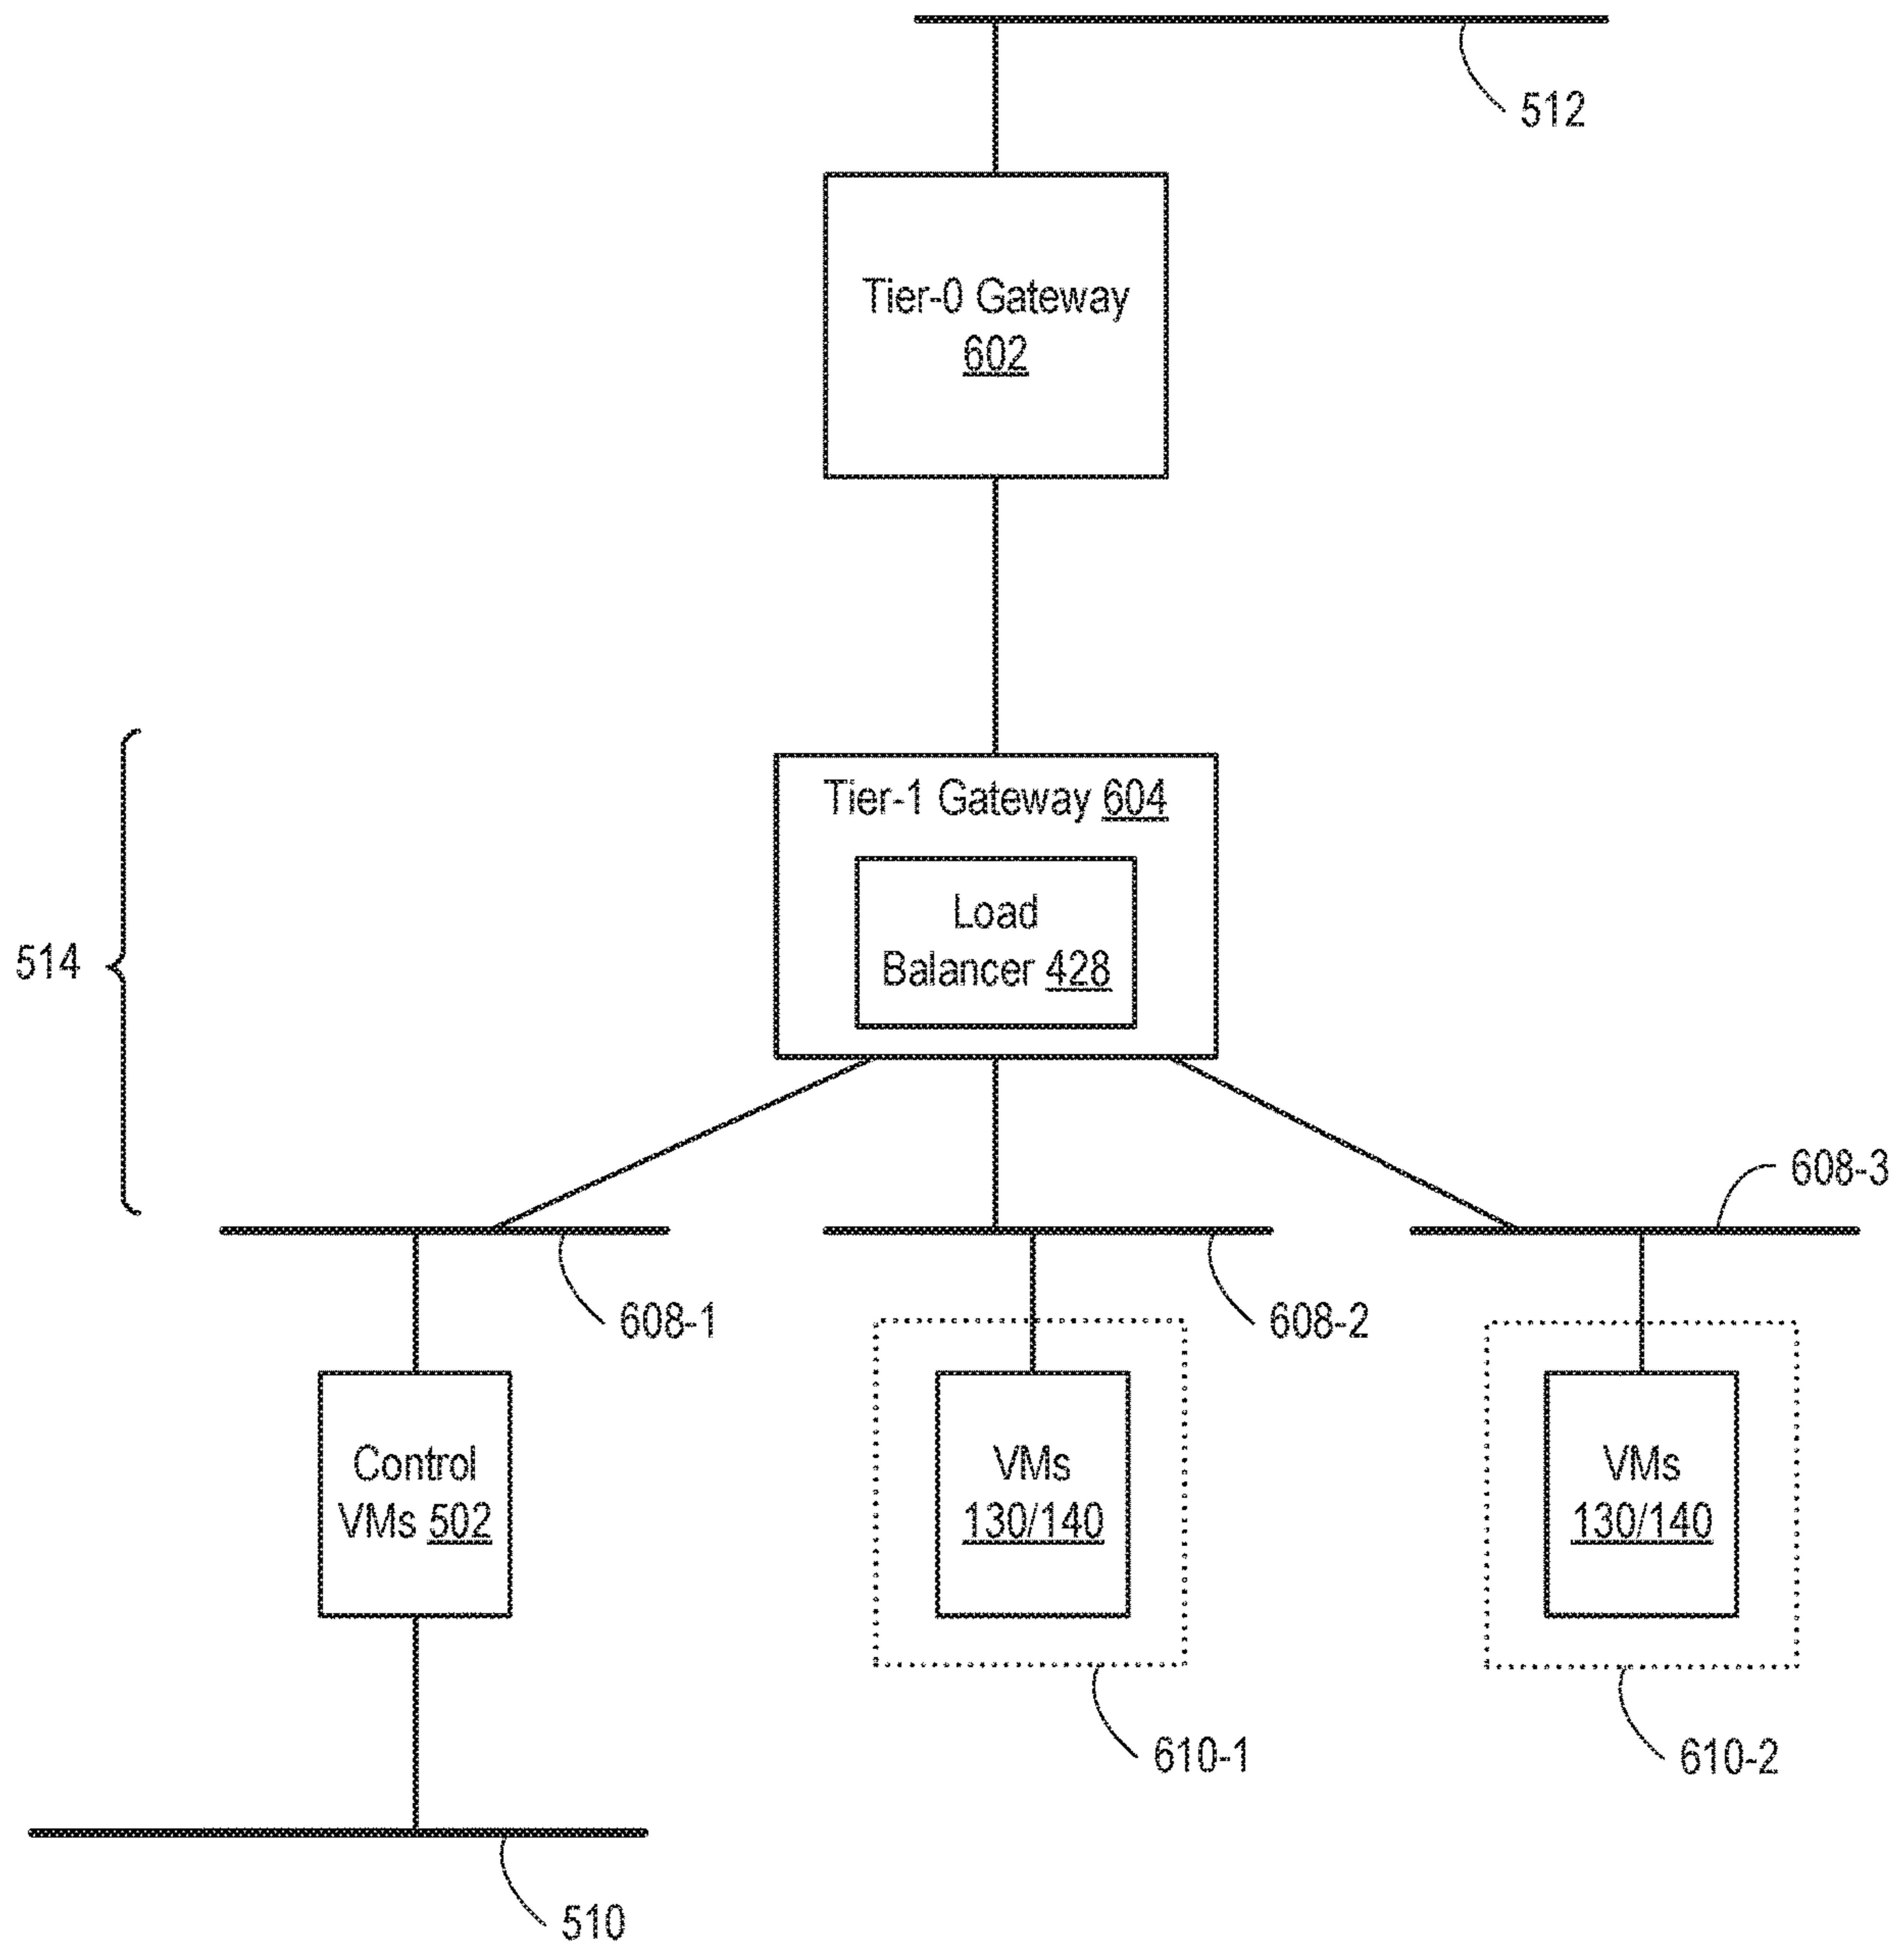 512
Tier-0 Gateway
602
Tier-1 Gateway 604
Load
Balancer 428
514
608-3
608-1
608-2
Control
VMs 502
VMs
130/140
VMs
130/140
610-1
610-2
510